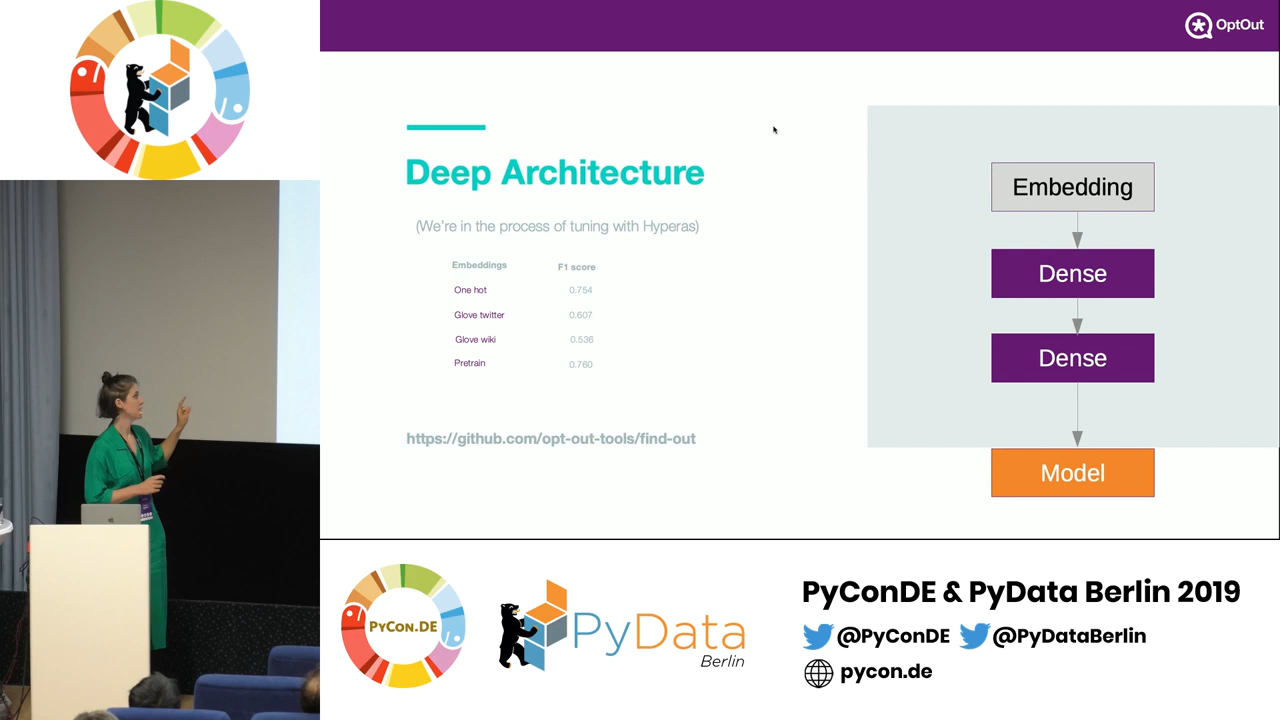 OptOut
Deep Architecture
(We're in the process of tuning with Hyperas)
Embeddings F1 score
One hot 0.754
Glove twitter 0.607
Glove wiki 0.536
Pretrain 0.760
https://github.com/opt-out-tools/find-out
Embedding
Dense
Dense
Model
PYCON.DE
PyData
Berlin
PyConDE & PyData Berlin 2019
@PyConDE @PyDataBerlin
pycon.de